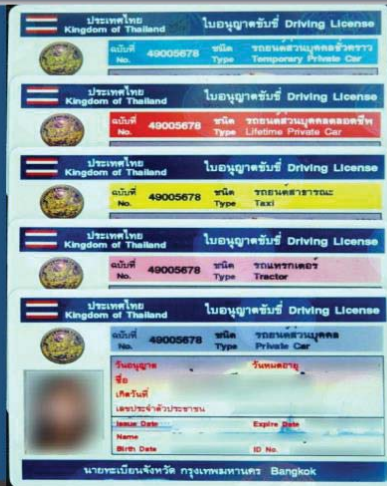 ประเทศไทย ใบอนุญาตขับขี่ Driving License
Kingdom of Thailand
ฉบับที่ 49005678 ชนิด รถยนต์ส่วนบุคคลชั่วคราว
No. Type Temporary Private Car
ประเทศไทย ใบอนุญาตขับขี่ Driving License
Kingdom of Thailand
ฉบับที่ 49005678 ชนิด รถยนต์ส่วนบุคคลตลอดชีพ
No. Type Lifetime Private Car
ประเทศไทย ใบอนุญาตขับขี่ Driving License
Kingdom of Thailand
ฉบับที่ 49005678 ชนิด รถยนต์สาธารณะ
No. Type Taxi
ประเทศไทย ใบอนุญาตขับขี่ Driving License
Kingdom of Thailand
ฉบับที่ 49005678 ชนิด รถแทรกเตอร์
No. Type Tractor
ประเทศไทย ใบอนุญาตขับขี่ Driving License
Kingdom of Thailand
ฉบับที่ 49005678 ชนิด รถยนต์ส่วนบุคคล
No. Type Private Car
วันอนุญาต วันหมดอายุ
ชื่อ
เกิดวันที่
เลขประจำตัวประชาชน
Issue Date Expire Date
Name
Birth Date ID No.
นายทะเบียนจังหวัด กรุงเทพมหานคร Bangkok